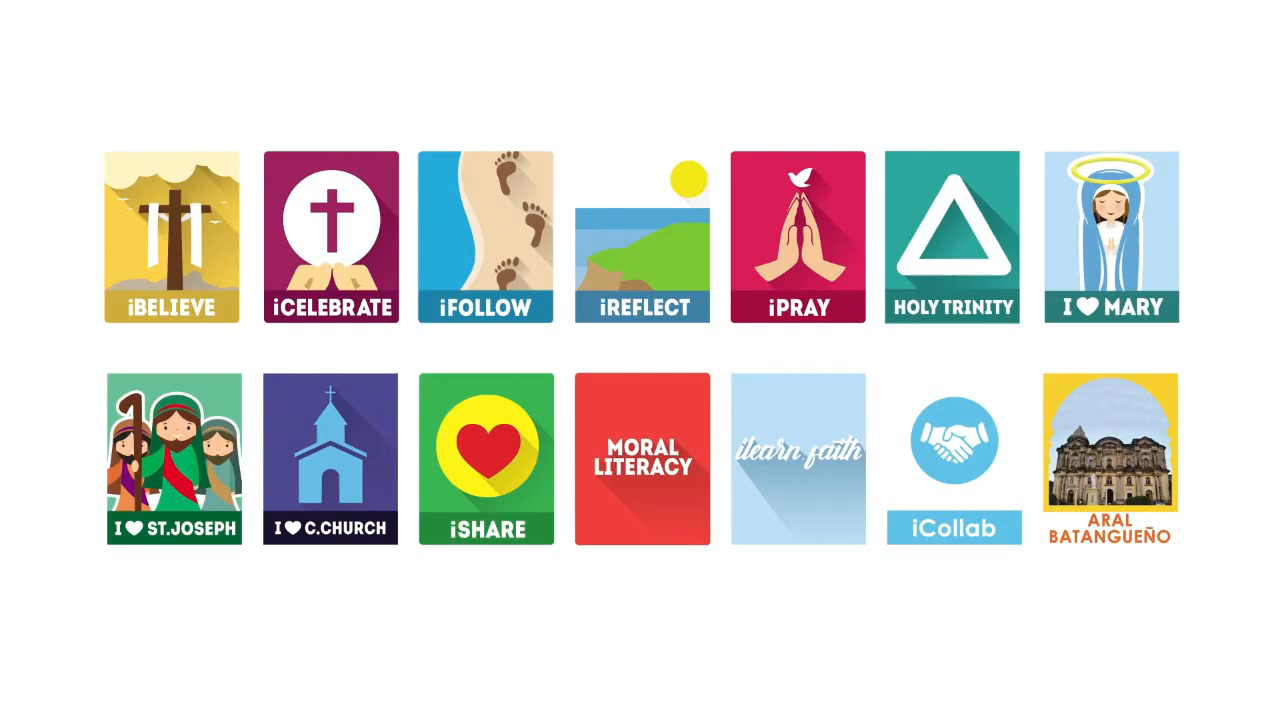 iBELIEVE
iCELEBRATE
iFOLLOW
iREFLECT
iPRAY
HOLY TRINITY
I ♥ MARY
I ♥ ST.JOSEPH
I ♥ C.CHURCH
iSHARE
MORAL
LITERACY
ilearn.faith
iCollab
ARAL
BATANGUEÑO